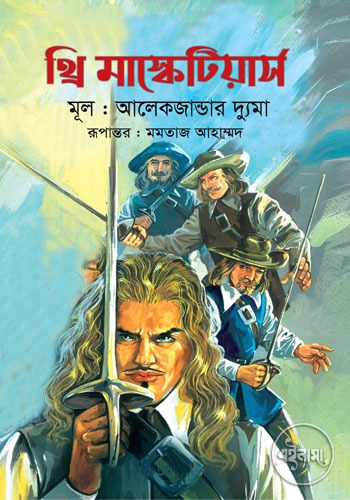 থ্রি মাস্কেটিয়ার্স
মূল : আলেকজান্ডার দ্যুমা
রূপান্তর : মমতাজ আহাম্মদ